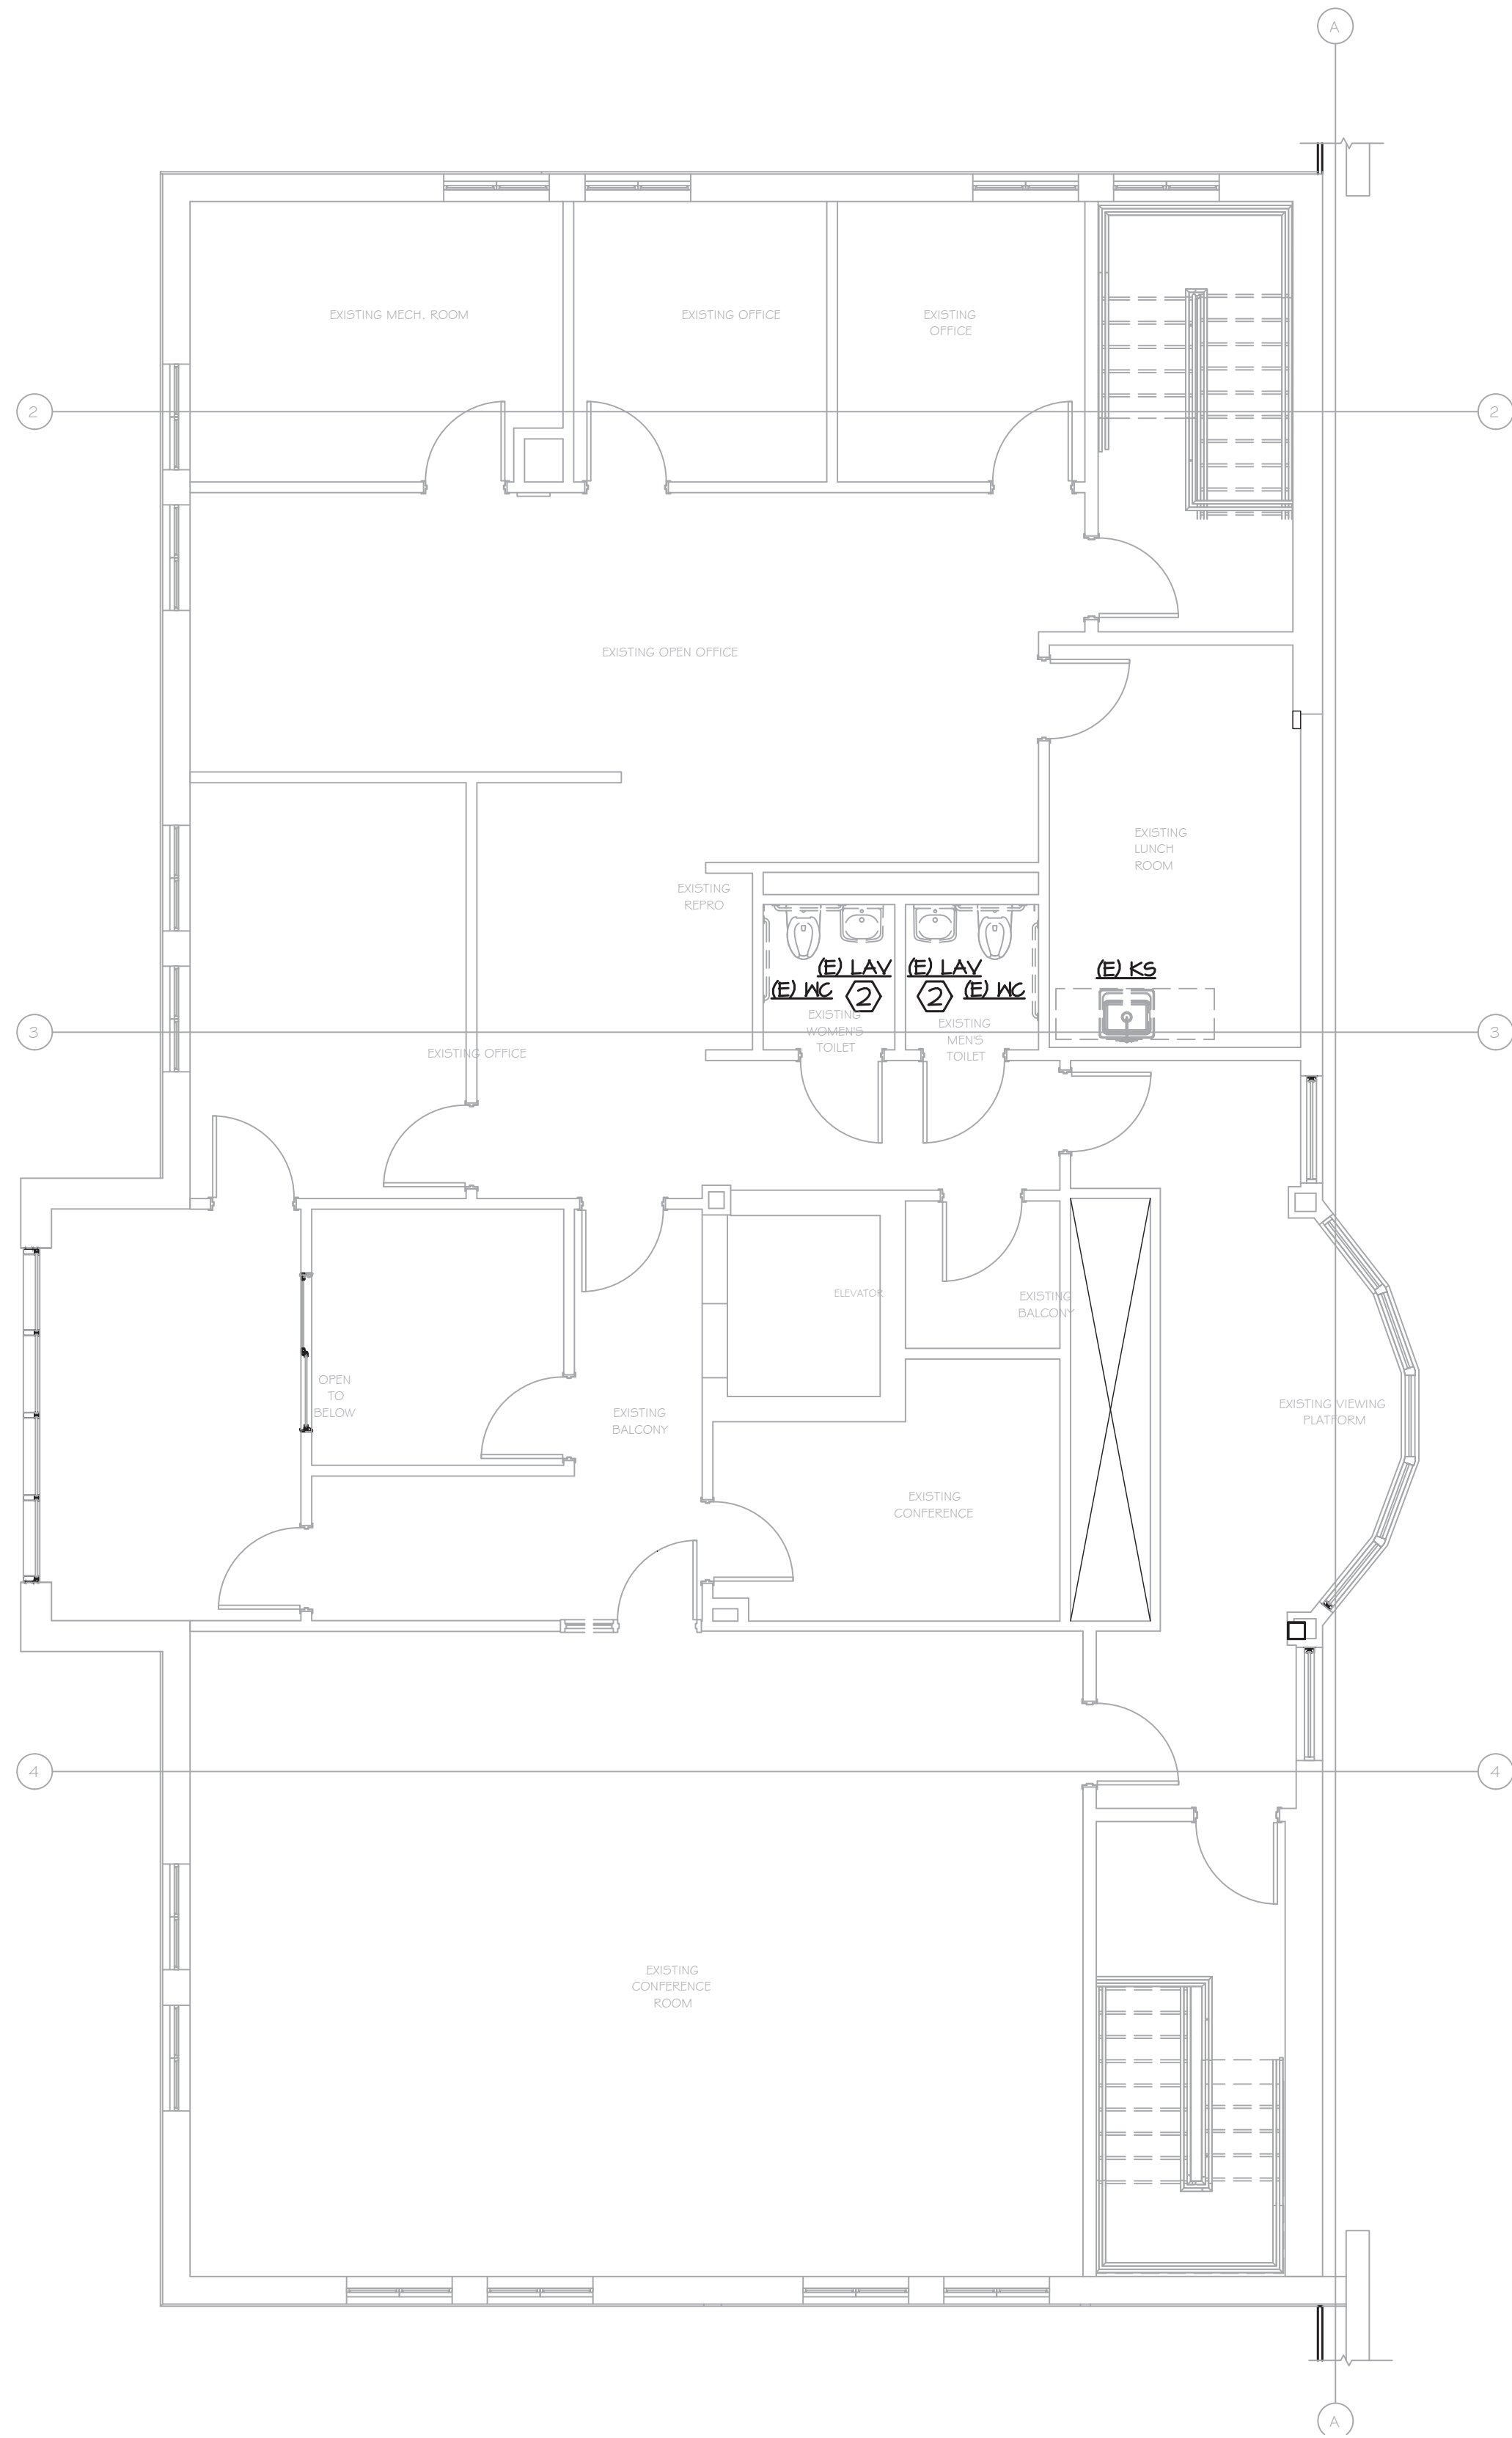 A
EXISTING MECH. ROOM
EXISTING OFFICE
EXISTING
OFFICE
2
2
EXISTING OPEN OFFICE
EXISTING
LUNCH
ROOM
EXISTING
REPRO
(E) LAV
(E) LAV
(E) KS
(E) WC
2
2
(E) WC
EXISTING
WOMEN'S
TOILET
EXISTING
MEN'S
TOILET
3
3
EXISTING OFFICE
ELEVATOR
EXISTING
BALCONY
OPEN
TO
BELOW
EXISTING
BALCONY
EXISTING VIEWING
PLATFORM
EXISTING
CONFERENCE
4
4
EXISTING
CONFERENCE
ROOM
A